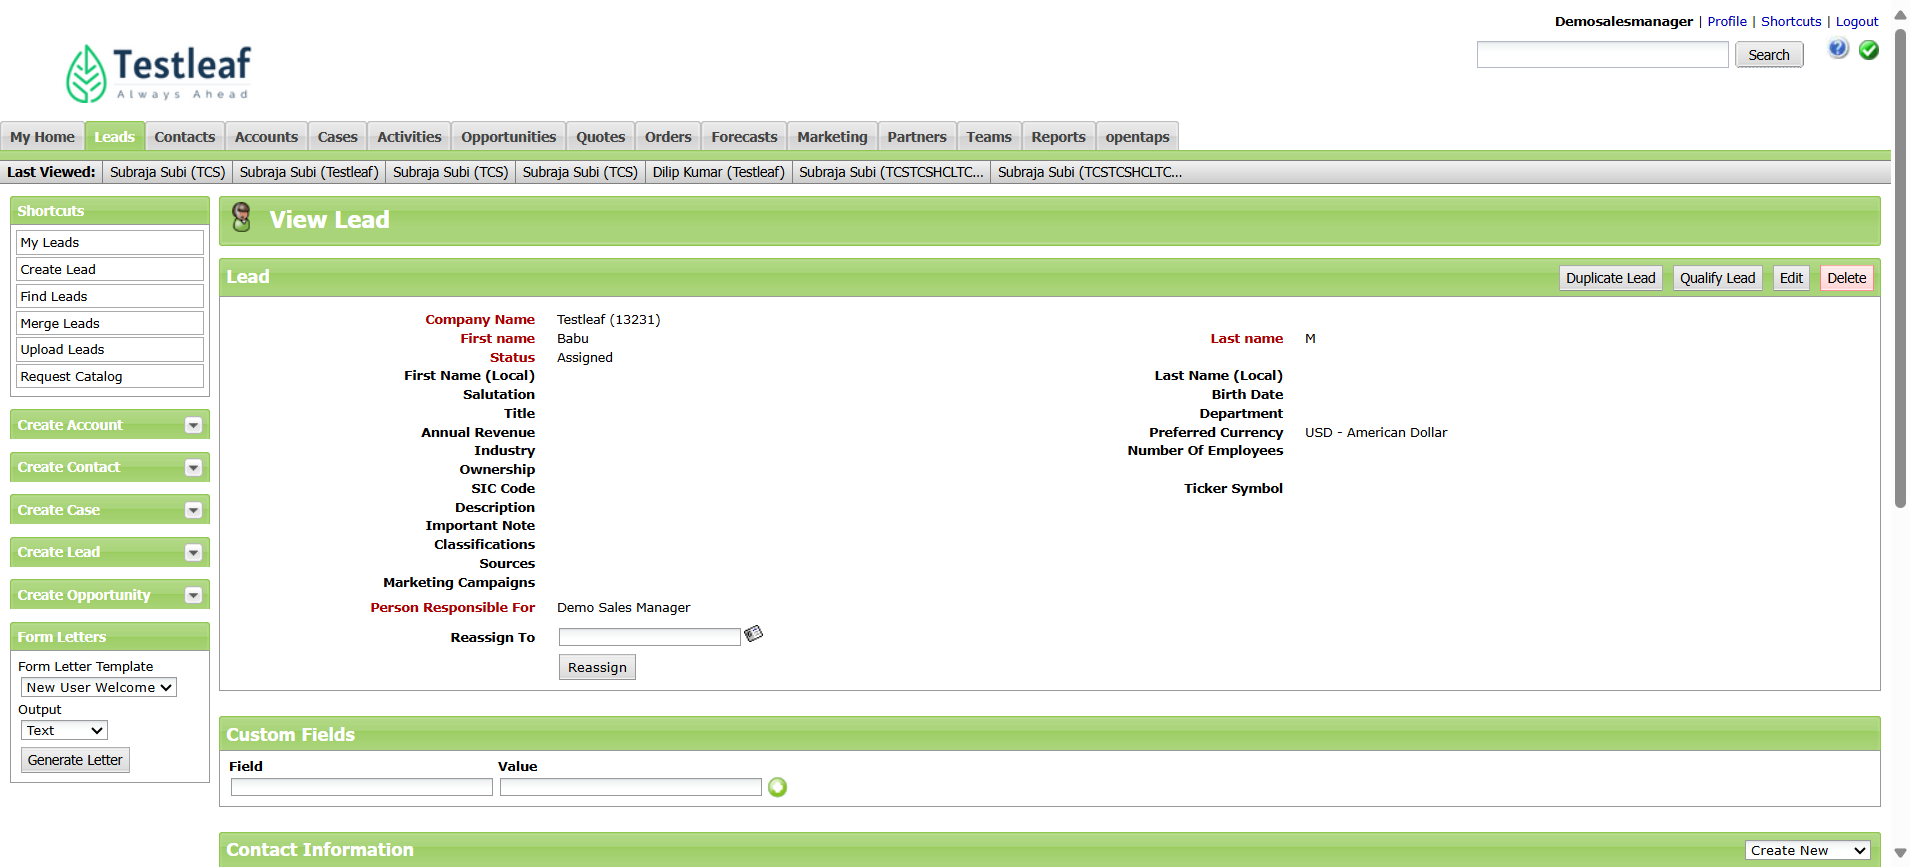 Demosalesmanager | Profile | Shortcuts | Logout
Testleaf
Always Ahead
Search
My Home Leads Contacts Accounts Cases Activities Opportunities Quotes Orders Forecasts Marketing Partners Teams Reports opentaps
Last Viewed: Subraja Subi (TCS) Subraja Subi (Testleaf) Subraja Subi (TCS) Subraja Subi (TCS) Dilip Kumar (Testleaf) Subraja Subi (TCSTCSHCLTC... Subraja Subi (TCSTCSHCLTC...
Shortcuts
My Leads
Create Lead
Find Leads
Merge Leads
Upload Leads
Request Catalog
Create Account
Create Contact
Create Case
Create Lead
Create Opportunity
Form Letters
Form Letter Template
New User Welcome
Output
Text
Generate Letter
View Lead
Lead Duplicate Lead Qualify Lead Edit Delete
Company Name Testleaf (13231)
First name Babu Last name M
Status Assigned
First Name (Local) Last Name (Local)
Salutation Birth Date
Title Department
Annual Revenue Preferred Currency USD - American Dollar
Industry Number Of Employees
Ownership
SIC Code Ticker Symbol
Description
Important Note
Classifications
Sources
Marketing Campaigns
Person Responsible For Demo Sales Manager
Reassign To
Reassign
Custom Fields
Field Value
Contact Information Create New